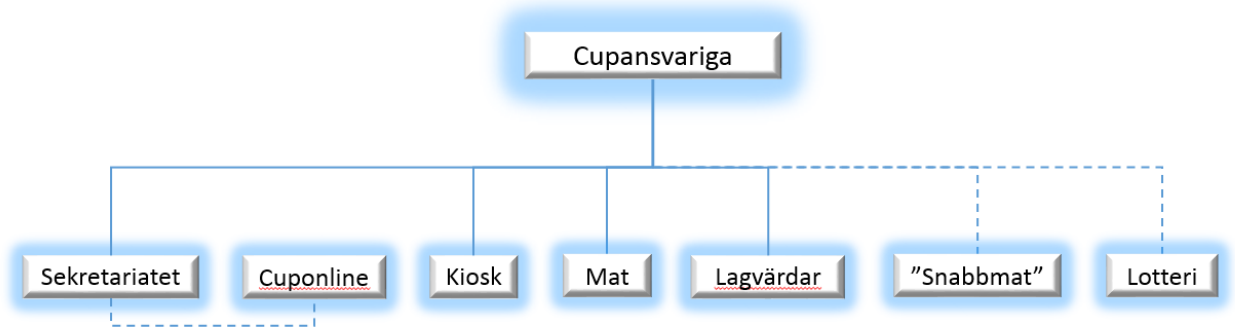 Cupansvariga
Sekretariatet
Cuponline
Kiosk
Mat
Lagvärdar
”Snabbmat”
Lotteri